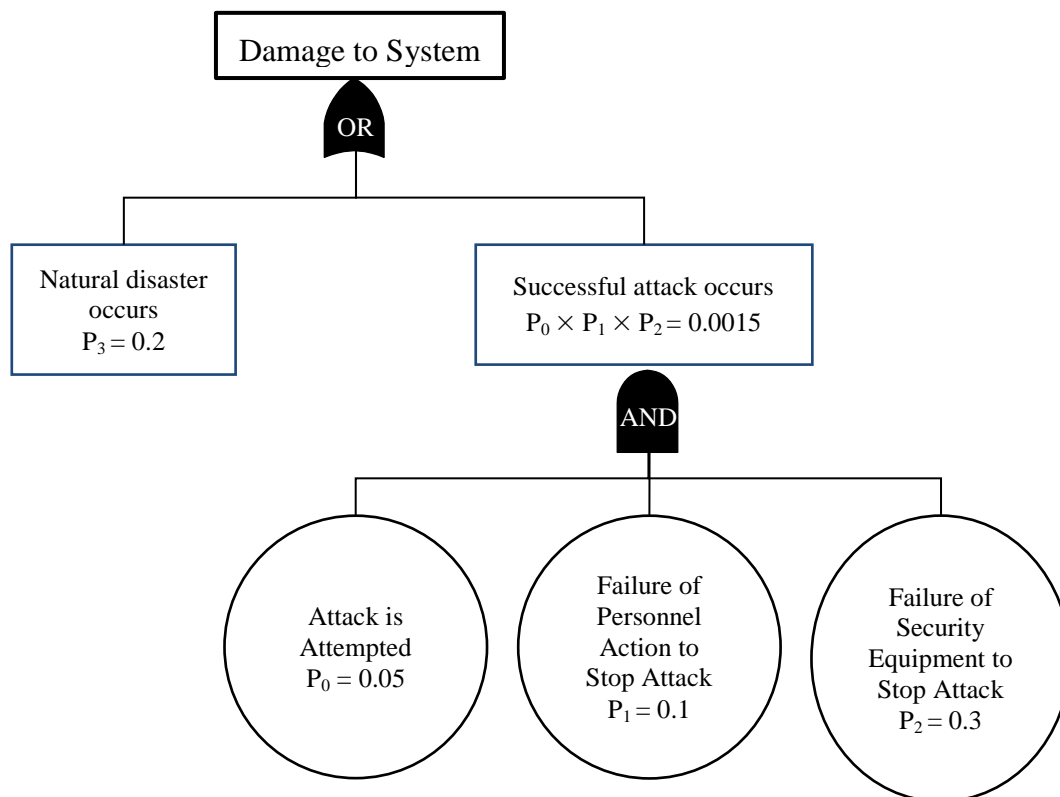 Damage to System
OR
Natural disaster
occurs
P₃ = 0.2
Successful attack occurs
P₀ × P₁ × P₂ = 0.0015
AND
Attack is
Attempted
P₀ = 0.05
Failure of
Personnel
Action to
Stop Attack
P₁ = 0.1
Failure of
Security
Equipment to
Stop Attack
P₂ = 0.3